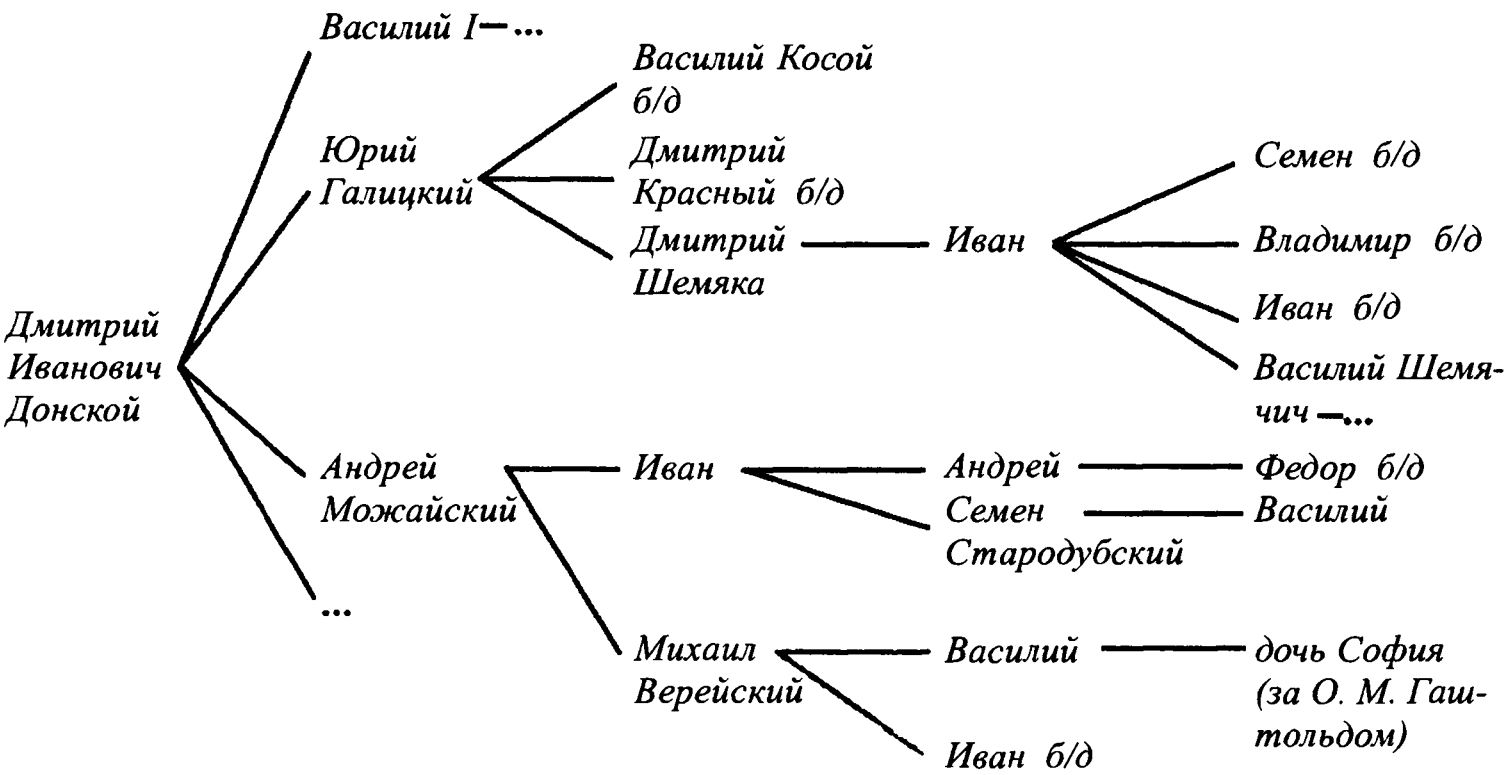 Василий I—...
Василий Косой
б/д
Юрий
Галицкий
Дмитрий
Красный б/д
Дмитрий
Шемяка
Иван
Семен б/д
Владимир б/д
Иван б/д
Василий Шемя-
чич —...
Дмитрий
Иванович
Донской
Андрей
Можайский
Иван
Андрей
Федор б/д
Семен
Стародубский
Василий
...
Михаил
Верейский
Василий
дочь София
(за О. М. Гаш-
тольдом)
Иван б/д